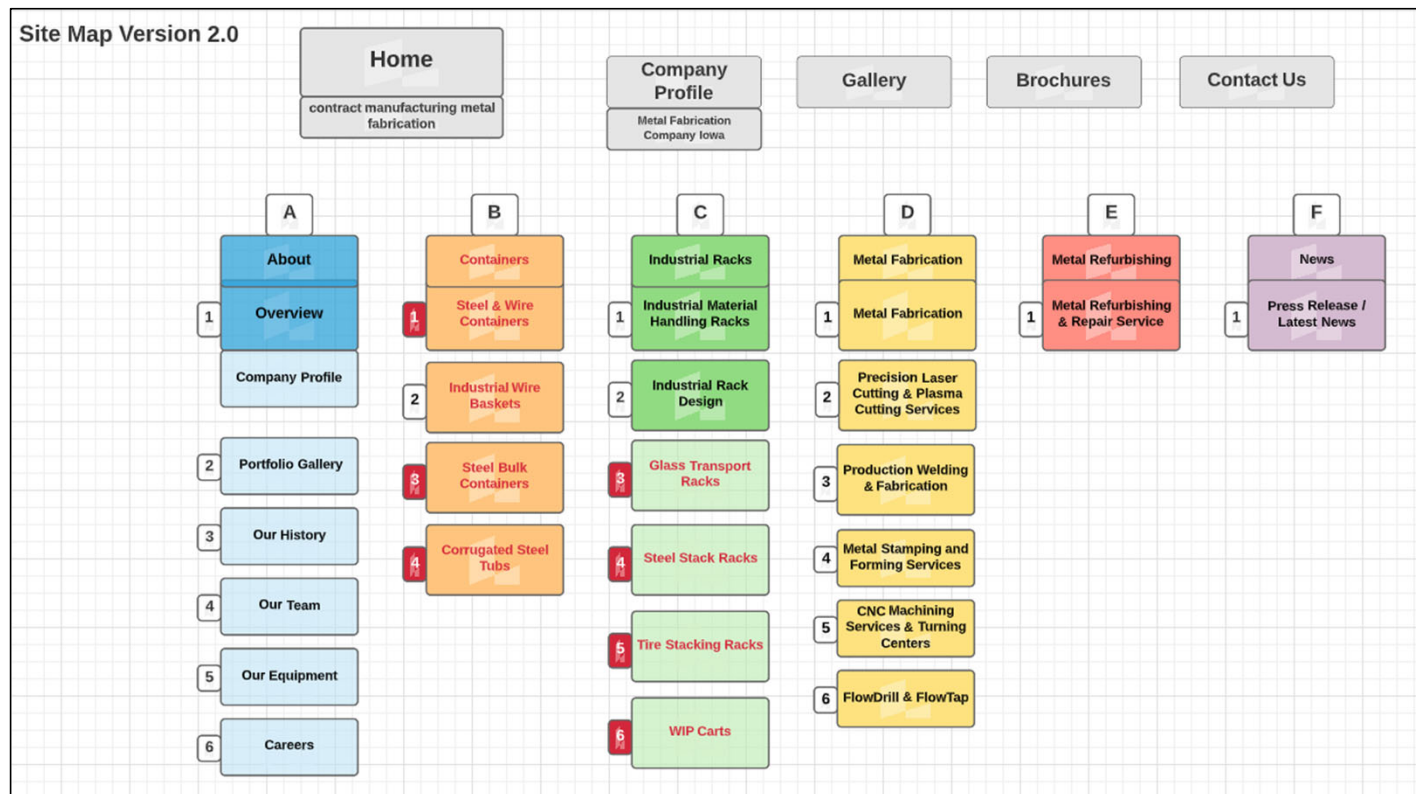 Site Map Version 2.0
Home
contract manufacturing metal
fabrication
Company
Profile
Metal Fabrication
Company Iowa
Gallery
Brochures
Contact Us
A
About
1
Overview
Company Profile
2
Portfolio Gallery
3
Our History
4
Our Team
5
Our Equipment
6
Careers
B
Containers
1
Steel & Wire
Containers
2
Industrial Wire
Baskets
3
Steel Bulk
Containers
4
Corrugated Steel
Tubs
C
Industrial Racks
1
Industrial Material
Handling Racks
2
Industrial Rack
Design
3
Glass Transport
Racks
4
Steel Stack Racks
5
Tire Stacking Racks
6
WIP Carts
D
Metal Fabrication
1
Metal Fabrication
2
Precision Laser
Cutting & Plasma
Cutting Services
3
Production Welding
& Fabrication
4
Metal Stamping and
Forming Services
5
CNC Machining
Services & Turning
Centers
6
FlowDrill & FlowTap
E
Metal Refurbishing
1
Metal Refurbishing
& Repair Service
F
News
1
Press Release /
Latest News